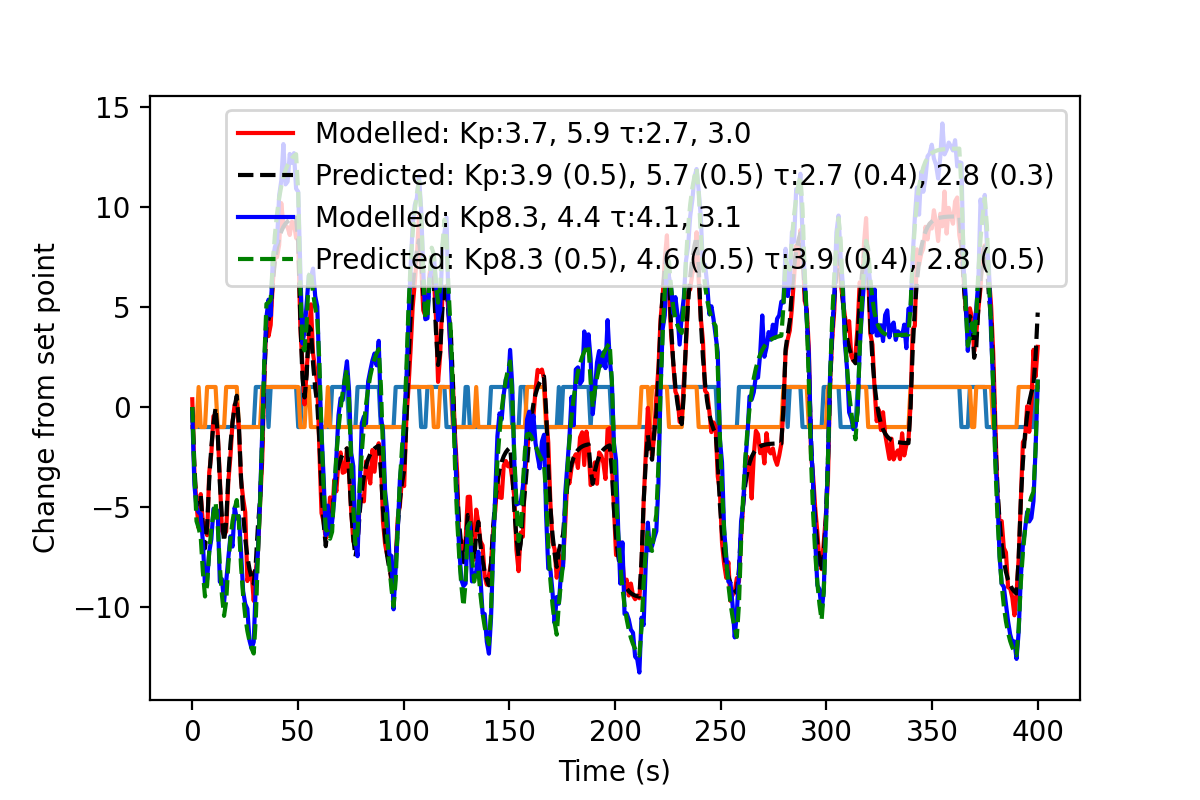 15
10
5
0
−5
−10
Change from set point
Modelled: Kp:3.7, 5.9 τ:2.7, 3.0
Predicted: Kp:3.9 (0.5), 5.7 (0.5) τ:2.7 (0.4), 2.8 (0.3)
Modelled: Kp8.3, 4.4 τ:4.1, 3.1
Predicted: Kp8.3 (0.5), 4.6 (0.5) τ:3.9 (0.4), 2.8 (0.5)
0 50 100 150 200 250 300 350 400
Time (s)